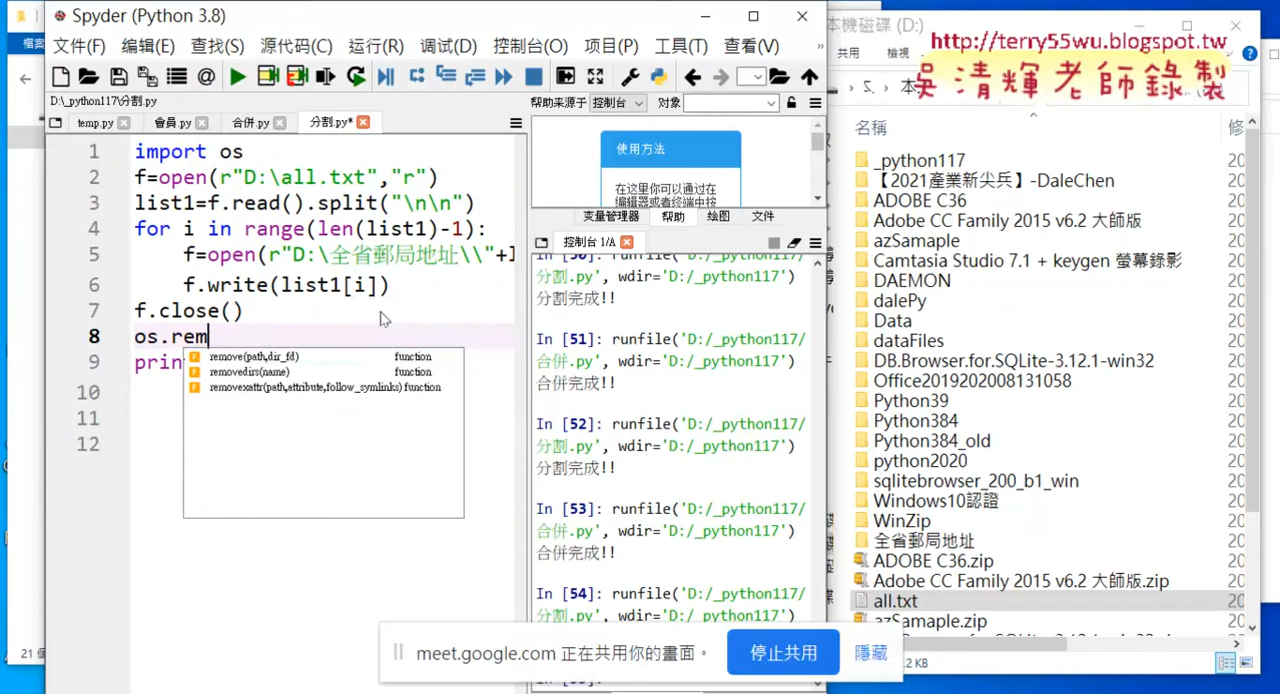 Spyder (Python 3.8)
文件(F) 编辑(E) 查找(S) 源代码(C) 运行(R) 调试(D) 控制台(O) 项目(P) 工具(T) 查看(V) »
D:\_python117\分割.py
temp.py
會員.py
合併.py
分割.py*
1 import os
2 f=open(r"D:\all.txt","r")
3 list1=f.read().split("\n\n")
4 for i in range(len(list1)-1):
5 f=open(r"D:\全省郵局地址\\"+l
6 f.write(list1[i])
7 f.close()
8 os.rem
9 prin
10
11
12
remove(path,dir_fd) function
removedirs(name) function
removexattr(path,attribute,follow_symlinks) function
帮助来源于 控制台 对象
使用方法
在这里你可以通过在
编辑器或者终端中按
变量管理器 帮助 绘图 文件
控制台 1/A
分割.py', wdir='D:/_python117')
分割完成!!
In [51]: runfile('D:/_python117/
合併.py', wdir='D:/_python117')
合併完成!!
In [52]: runfile('D:/_python117/
分割.py', wdir='D:/_python117')
分割完成!!
In [53]: runfile('D:/_python117/
合併.py', wdir='D:/_python117')
合併完成!!
In [54]: runfile('D:/_python117/
分割.py', wdir='D:/_python117')
本機磁碟 (D:)
http://terry55wu.blogspot.tw
共用 檢視
吳清輝老師錄製
名稱 修
_python117
【2021產業新尖兵】-DaleChen
ADOBE C36
Adobe CC Family 2015 v6.2 大師版
azSamaple
Camtasia Studio 7.1 + keygen 螢幕錄影
DAEMON
dalePy
Data
dataFiles
DB.Browser.for.SQLite-3.12.1-win32
Office2019202008131058
Python39
Python384
Python384_old
python2020
sqlitebrowser_200_b1_win
Windows10認證
WinZip
全省郵局地址
ADOBE C36.zip
Adobe CC Family 2015 v6.2 大師版.zip
all.txt
azSamaple.zip
meet.google.com 正在共用你的畫面。
停止共用
隱藏
檔案
21 個
2 KB